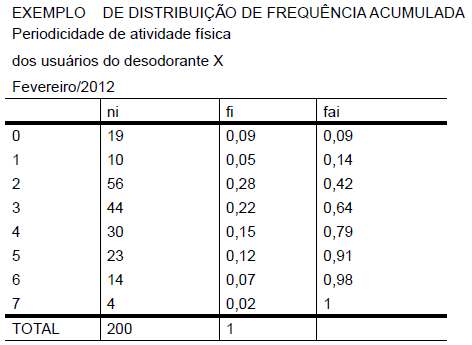 EXEMPLO DE DISTRIBUIÇÃO DE FREQUÊNCIA ACUMULADA
Periodicidade de atividade física
dos usuários do desodorante X
Fevereiro/2012
ni fi fai
0 19 0,09 0,09
1 10 0,05 0,14
2 56 0,28 0,42
3 44 0,22 0,64
4 30 0,15 0,79
5 23 0,12 0,91
6 14 0,07 0,98
7 4 0,02 1
TOTAL 200 1